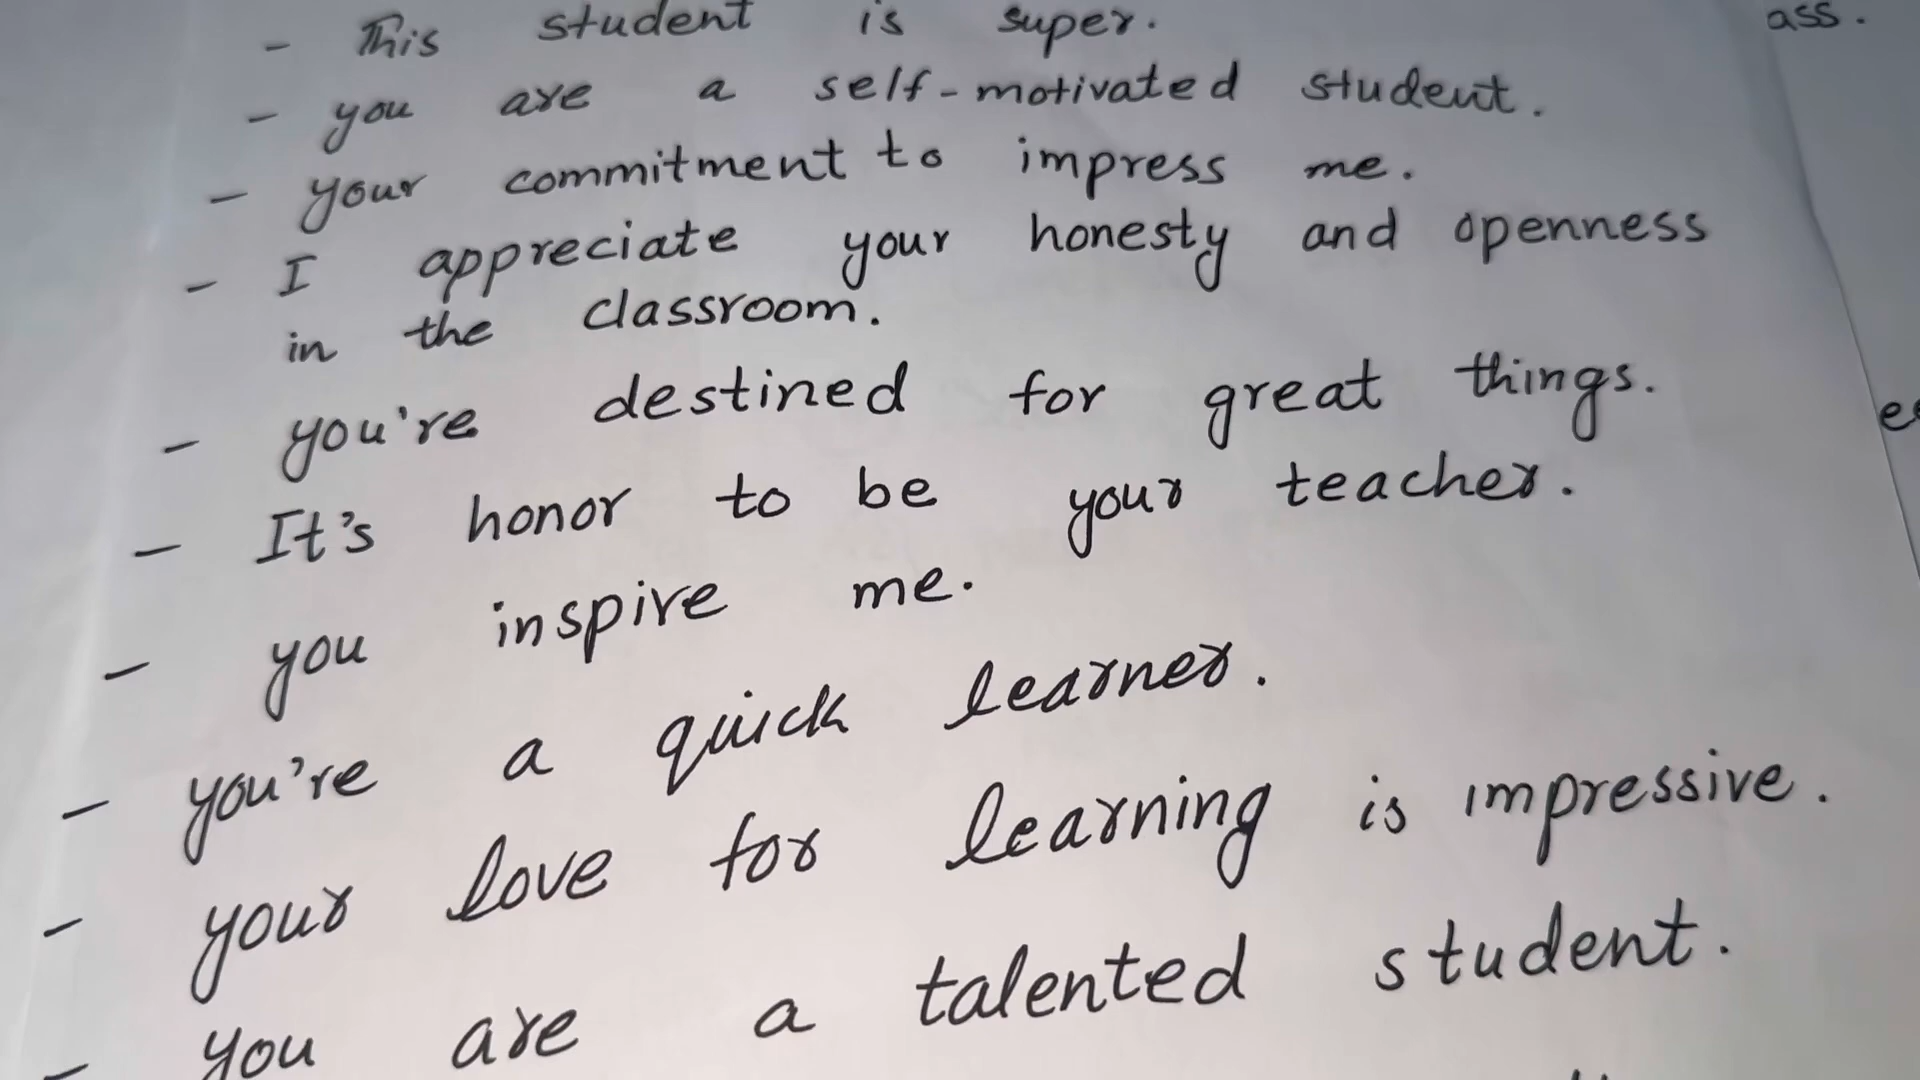 - This student is super.
ass.
- you are a self-motivated student.
- your commitment to impress me.
- I appreciate your honesty and openness
in the classroom.
- you're destined for great things.
- It's honor to be your teacher.
- you inspire me.
- you're a quick learner.
- your love for learning is impressive.
- you are a talented student.